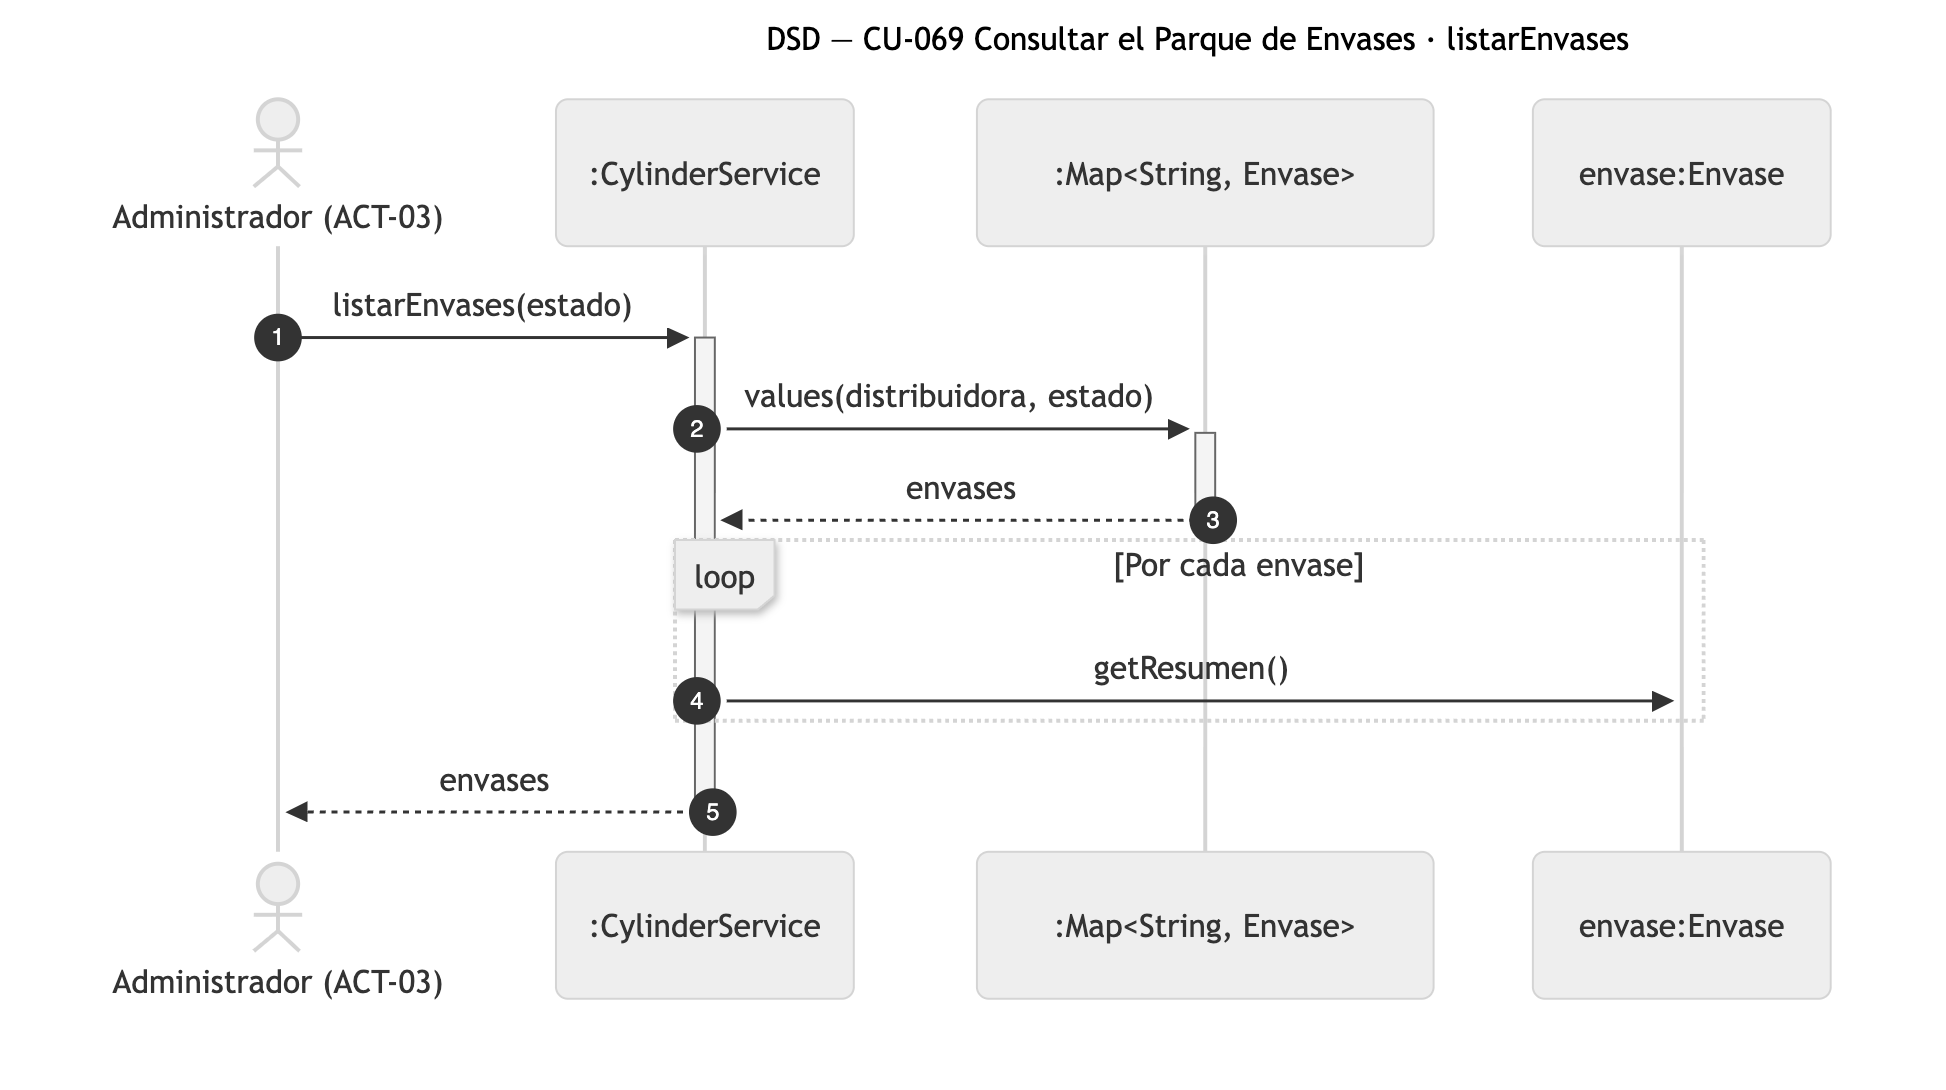 DSD — CU-069 Consultar el Parque de Envases · listarEnvases
Administrador (ACT-03)
:CylinderService
:Map<String, Envase>
envase:Envase
listarEnvases(estado)
1
values(distribuidora, estado)
2
envases
3
loop
[Por cada envase]
getResumen()
4
envases
5
Administrador (ACT-03)
:CylinderService
:Map<String, Envase>
envase:Envase